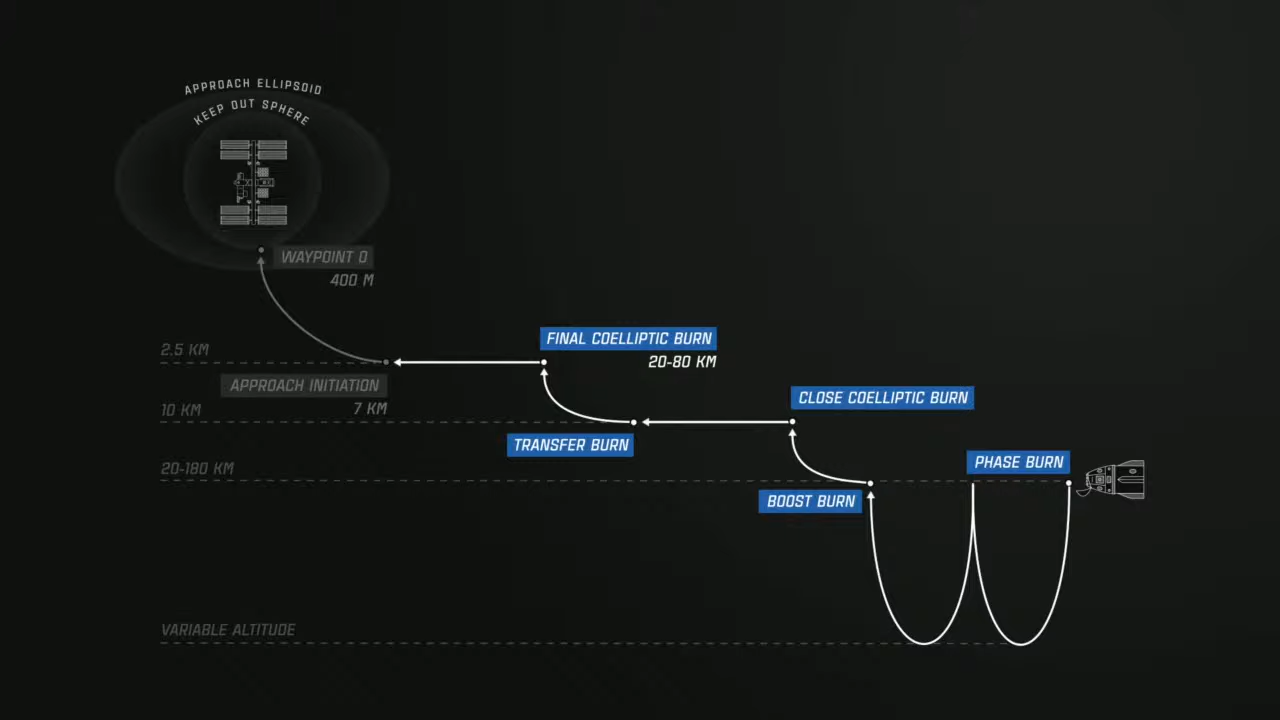 APPROACH ELLIPSOID
KEEP OUT SPHERE
WAYPOINT 0
400 M
FINAL COELLIPTIC BURN
20-80 KM
2.5 KM
APPROACH INITIATION
7 KM
CLOSE COELLIPTIC BURN
10 KM
TRANSFER BURN
PHASE BURN
20-180 KM
BOOST BURN
VARIABLE ALTITUDE